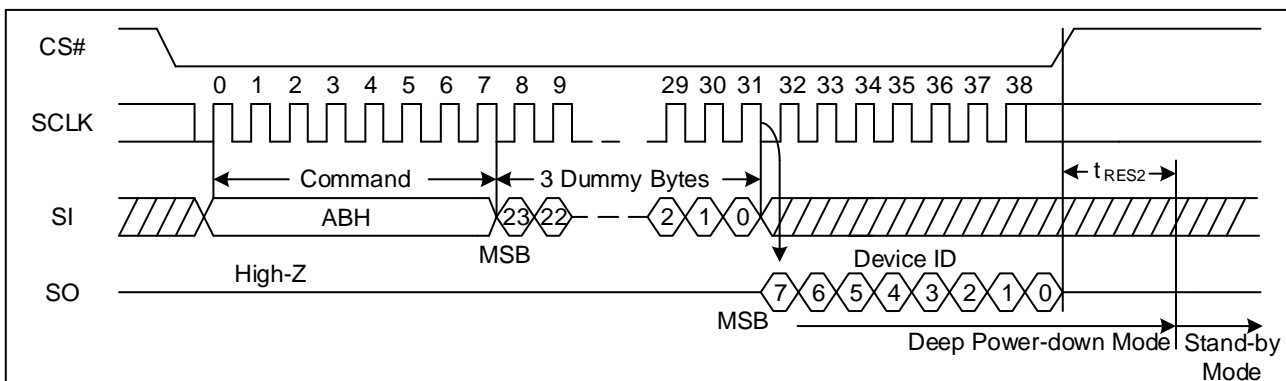 CS#
0 1 2 3 4 5 6 7 8 9 29 30 31 32 33 34 35 36 37 38
SCLK
Command 3 Dummy Bytes tRES2
SI ABH 23 22 2 1 0
MSB
High-Z Device ID
SO 7 6 5 4 3 2 1 0
MSB
Deep Power-down Mode Stand-by
Mode